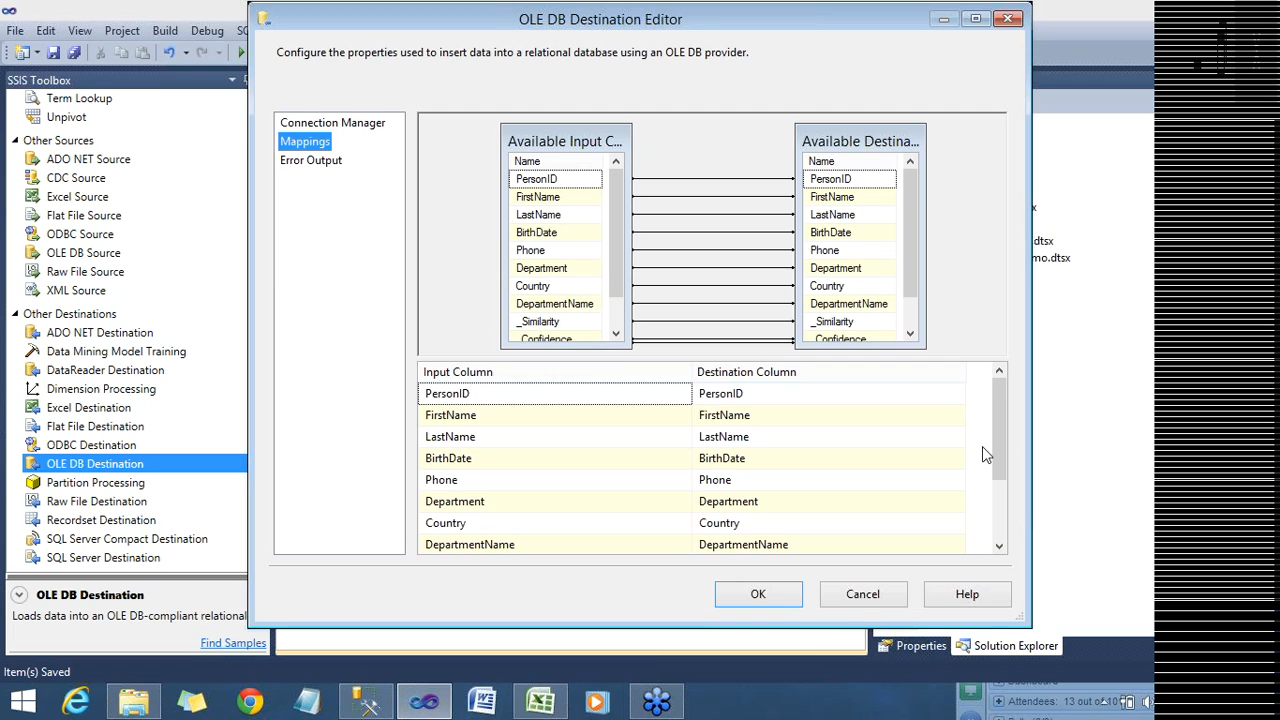 OLE DB Destination Editor
File Edit View Project Build Debug
Configure the properties used to insert data into a relational database using an OLE DB provider.
SSIS Toolbox
Term Lookup
Unpivot
Other Sources
ADO NET Source
CDC Source
Excel Source
Flat File Source
ODBC Source
OLE DB Source
Raw File Source
XML Source
Other Destinations
ADO NET Destination
Data Mining Model Training
DataReader Destination
Dimension Processing
Excel Destination
Flat File Destination
ODBC Destination
OLE DB Destination
Partition Processing
Raw File Destination
Recordset Destination
SQL Server Compact Destination
SQL Server Destination
OLE DB Destination
Loads data into an OLE DB-compliant relational
Find Samples
Item(s) Saved
Connection Manager
Mappings
Error Output
Available Input C...
Name
PersonID
FirstName
LastName
BirthDate
Phone
Department
Country
DepartmentName
_Similarity
_Confidence
Available Destina...
Name
PersonID
FirstName
LastName
BirthDate
Phone
Department
Country
DepartmentName
_Similarity
_Confidence
Input Column Destination Column
PersonID PersonID
FirstName FirstName
LastName LastName
BirthDate BirthDate
Phone Phone
Department Department
Country Country
DepartmentName DepartmentName
OK Cancel Help
.dtsx
mo.dtsx
Properties Solution Explorer
Attendees: 13 out of 10